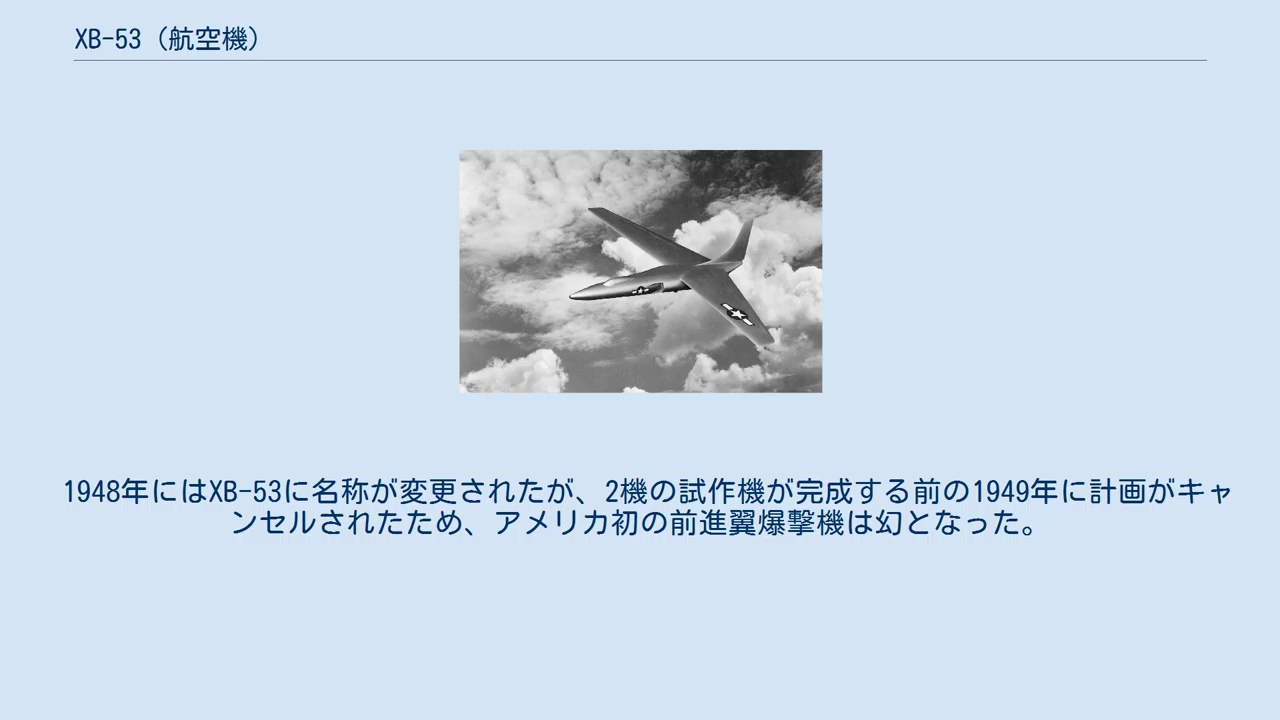 XB-53（航空機）
1948年にはXB-53に名称が変更されたが、2機の試作機が完成する前の1949年に計画がキャ
ンセルされたため、アメリカ初の前進翼爆撃機は幻となった。